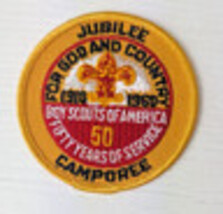 JUBILEE
FOR GOD AND COUNTRY
1910 1960
BOY SCOUTS OF AMERICA
50
FIFTY YEARS OF SERVICE
CAMPOREE